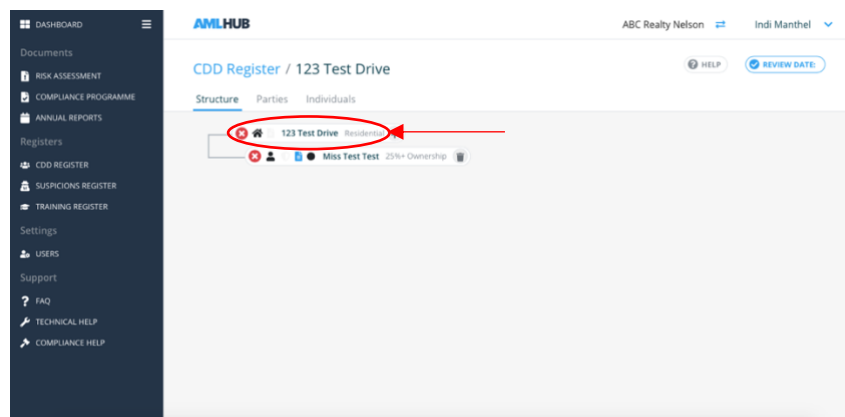 DASHBOARD
AMLHUB
ABC Realty Nelson
Indi Manthel
Documents
RISK ASSESSMENT
COMPLIANCE PROGRAMME
ANNUAL REPORTS
Registers
CDD REGISTER
SUSPICIONS REGISTER
TRAINING REGISTER
Settings
USERS
Support
? FAQ
TECHNICAL HELP
COMPLIANCE HELP
CDD Register / 123 Test Drive
? HELP
REVIEW DATE:
Structure Parties Individuals
123 Test Drive Residential
Miss Test Test 25%+ Ownership